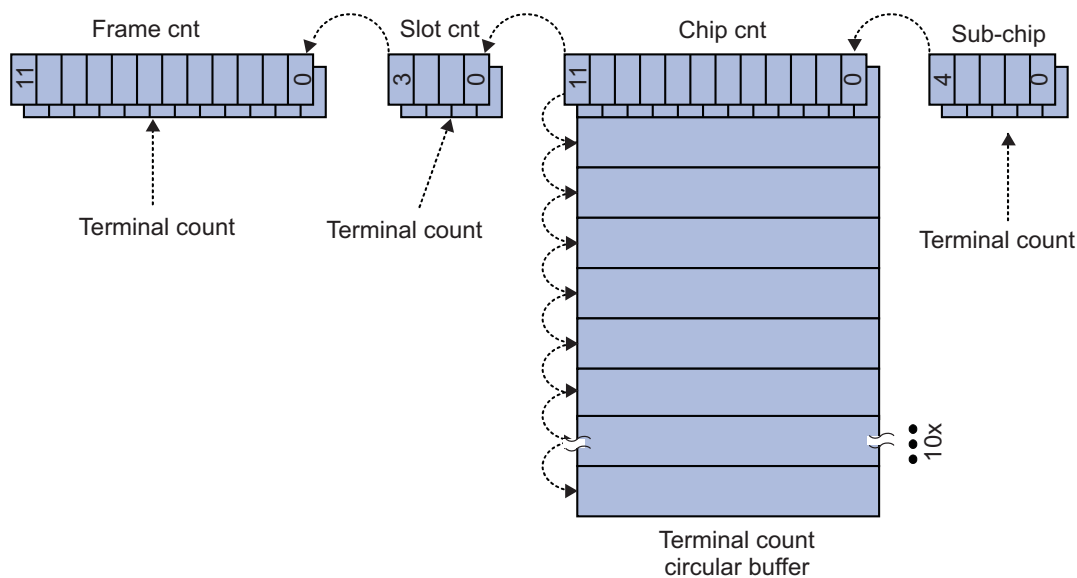 Frame cnt
Slot cnt
Chip cnt
Sub-chip
11 0
3 0
11 0
4 0
Terminal count
Terminal count
Terminal count
10x
Terminal count
circular buffer